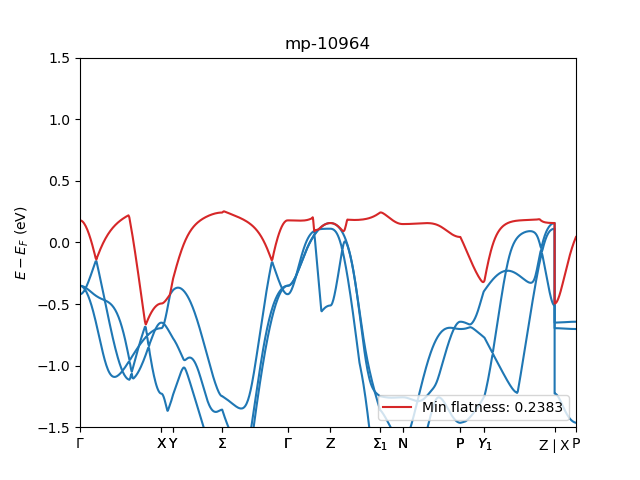 mp-10964
E − E_F (eV)
1.5
1.0
0.5
0.0
−0.5
−1.0
−1.5
Min flatness: 0.2383
Γ X Y Σ Γ Z Σ₁ N P Y₁ Z | X P